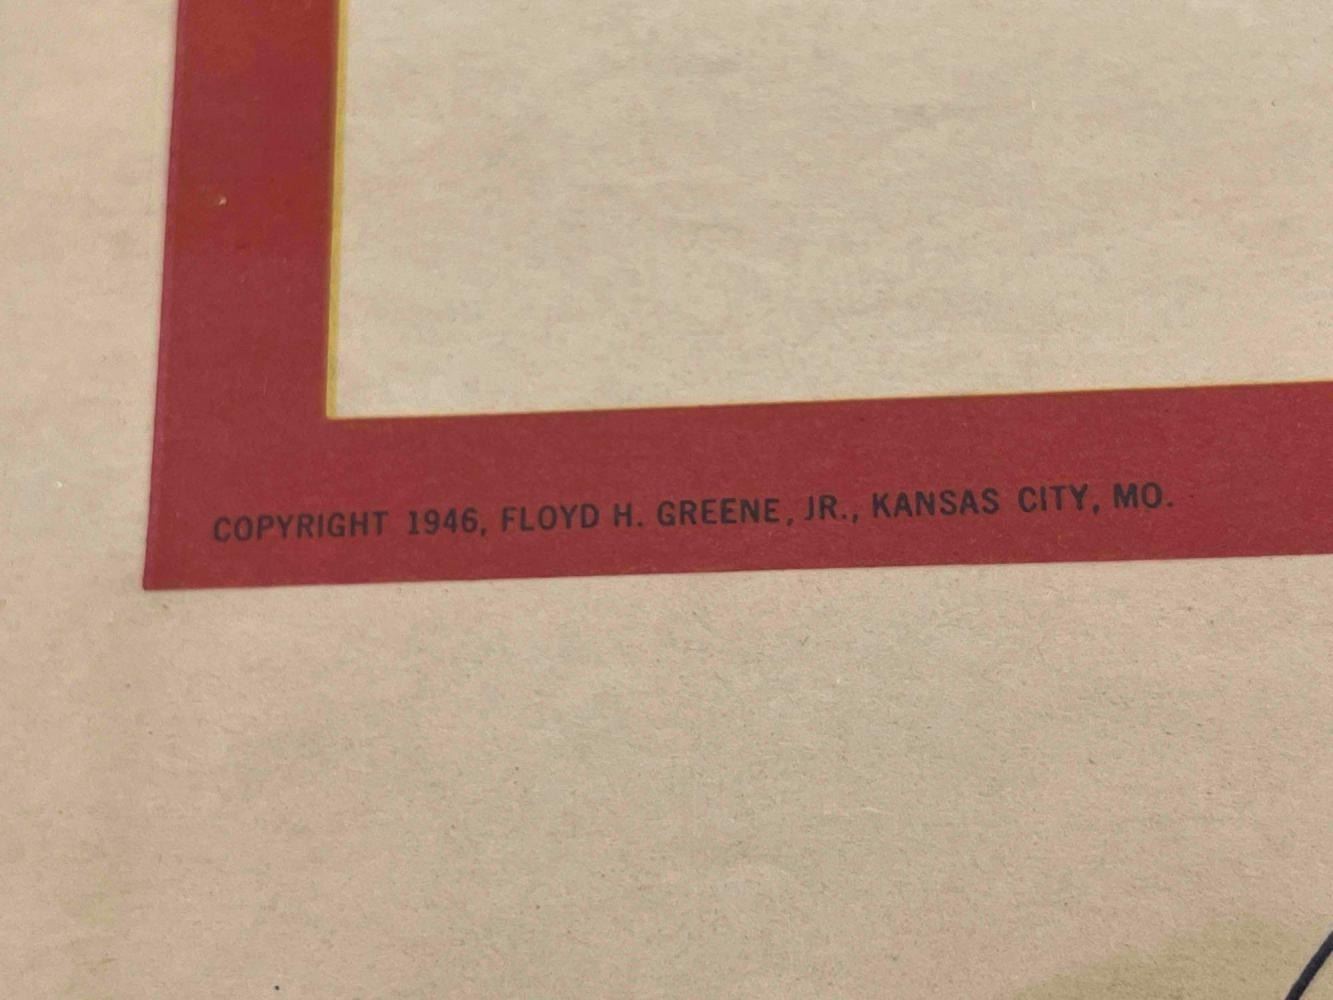 COPYRIGHT 1946, FLOYD H. GREENE, JR., KANSAS CITY, MO.